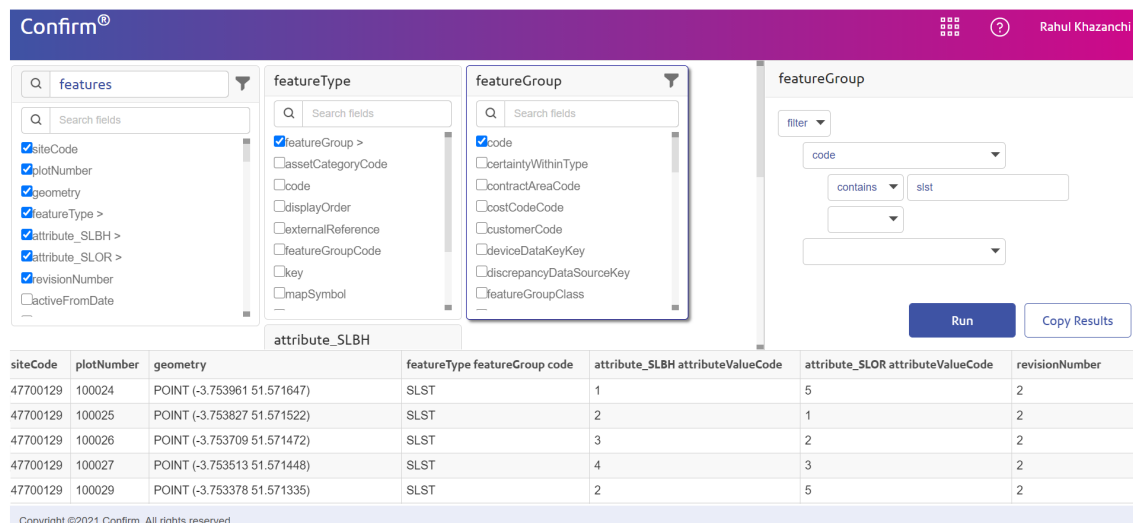 Confirm®
Rahul Khazanchi
features
Search fields
siteCode
plotNumber
geometry
featureType >
attribute_SLBH >
attribute_SLOR >
revisionNumber
activeFromDate
featureType
Search fields
featureGroup >
assetCategoryCode
code
displayOrder
externalReference
featureGroupCode
key
mapSymbol
attribute_SLBH
featureGroup
Search fields
code
certaintyWithinType
contractAreaCode
costCodeCode
customerCode
deviceDataKeyKey
discrepancyDataSourceKey
featureGroupClass
featureGroup
filter
code
contains slst
Run Copy Results
siteCode plotNumber geometry featureType featureGroup code attribute_SLBH attributeValueCode attribute_SLOR attributeValueCode revisionNumber
47700129 100024 POINT (-3.753961 51.571647) SLST 1 5 2
47700129 100025 POINT (-3.753827 51.571522) SLST 2 1 2
47700129 100026 POINT (-3.753709 51.571472) SLST 3 2 2
47700129 100027 POINT (-3.753513 51.571448) SLST 4 3 2
47700129 100029 POINT (-3.753378 51.571335) SLST 2 5 2
Copyright ©2021 Confirm. All rights reserved